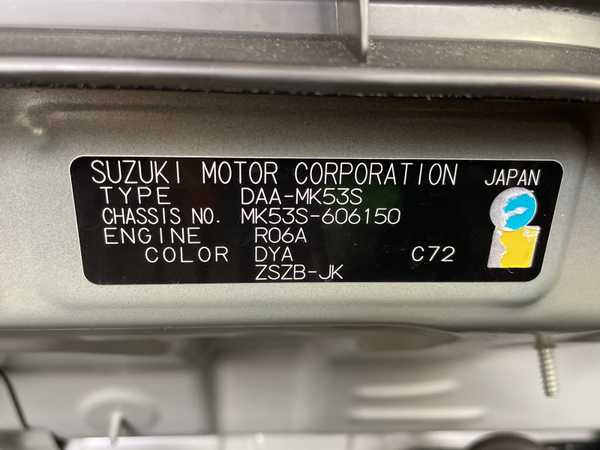 SUZUKI MOTOR CORPORATION JAPAN
TYPE DAA-MK53S
CHASSIS NO. MK53S-606150
ENGINE R06A
COLOR DYA C72
ZSZB-JK